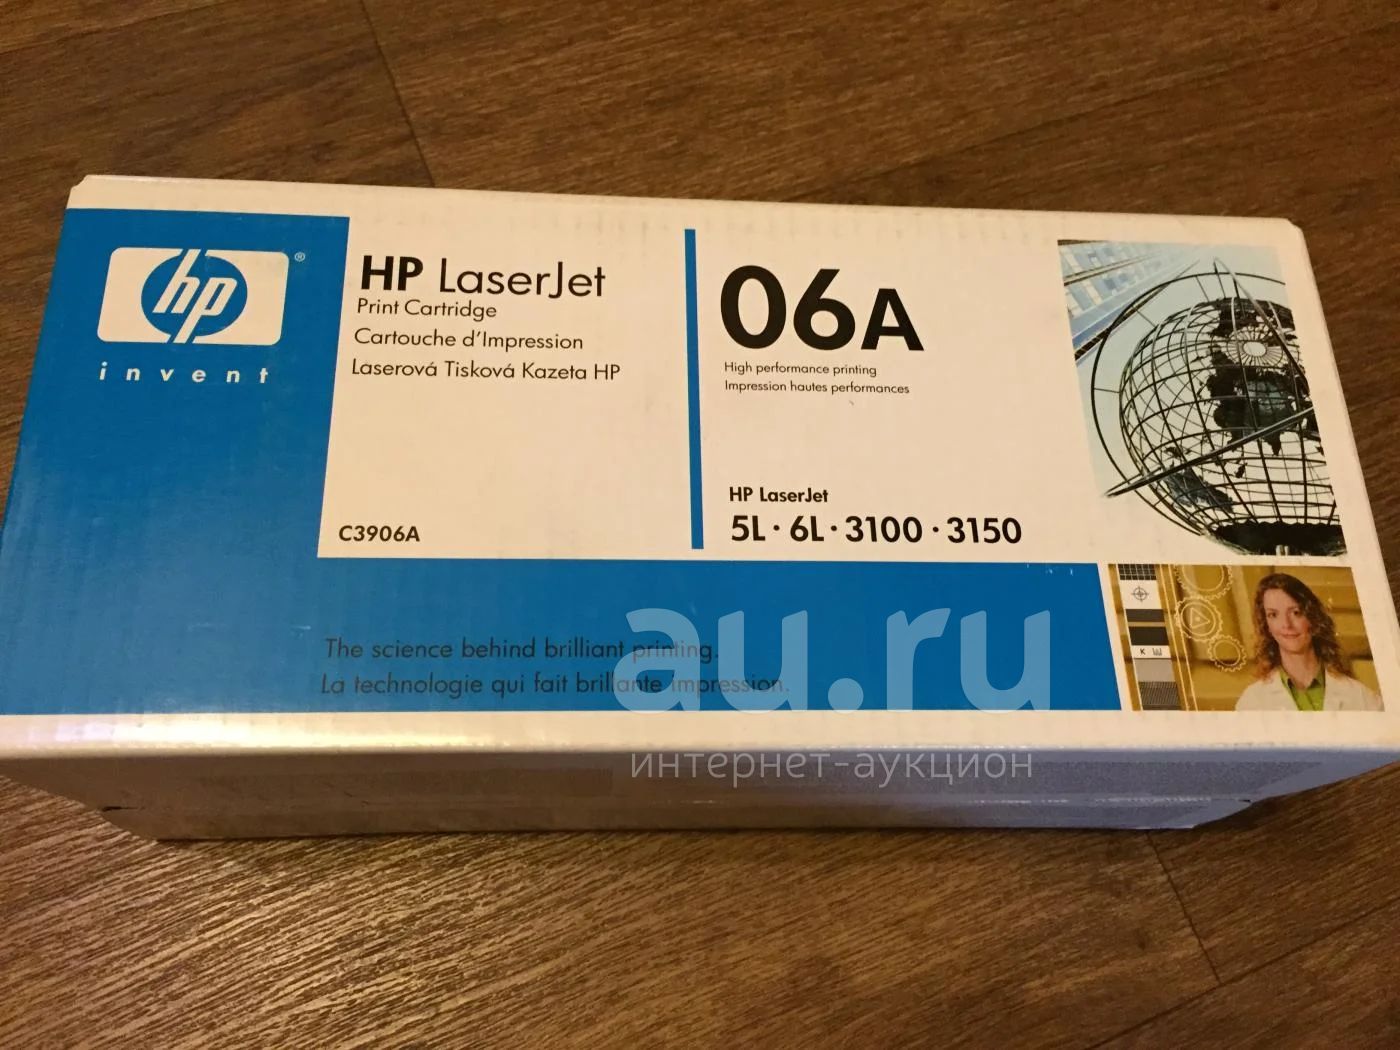 hp®
invent
HP LaserJet
Print Cartridge
Cartouche d'Impression
Laserová Tisková Kazeta HP
C3906A
06A
High performance printing
Impression hautes performances
HP LaserJet
5L · 6L · 3100 · 3150
K
The science behind brilliant printing.
La technologie qui fait brillante impression.
au.ru
интернет-аукцион